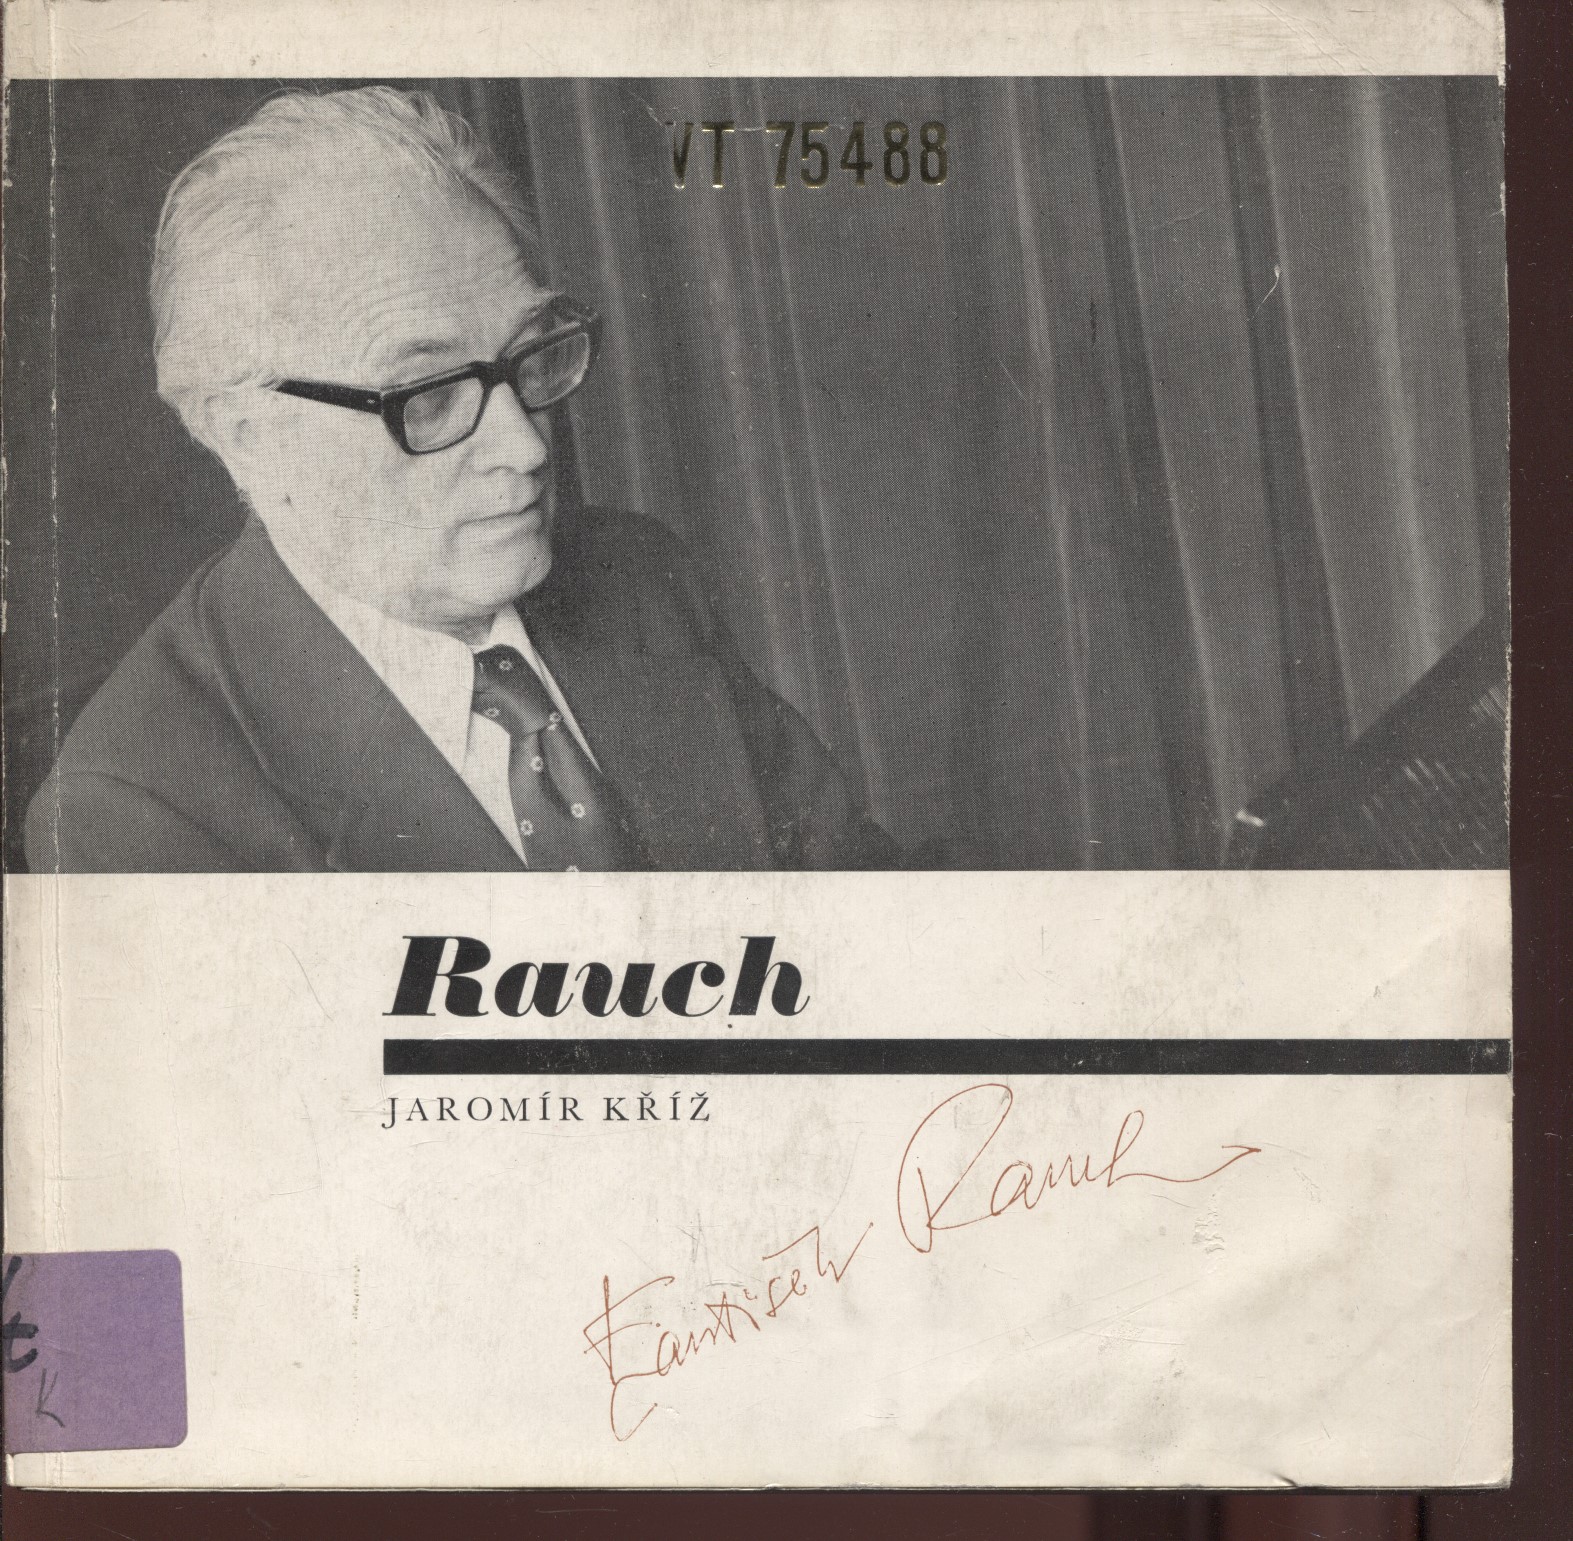 VT 75488
Rauch
JAROMÍR KŘÍŽ
František Rauch
t
K